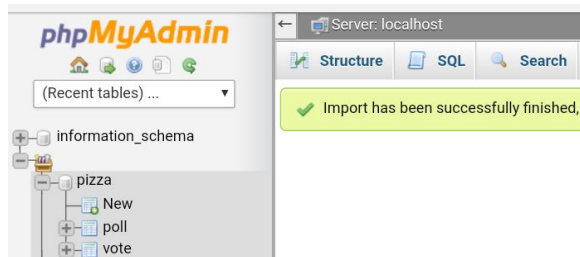 phpMyAdmin
(Recent tables) ...
information_schema
pizza
New
poll
vote
Server: localhost
Structure
SQL
Search
Import has been successfully finished,